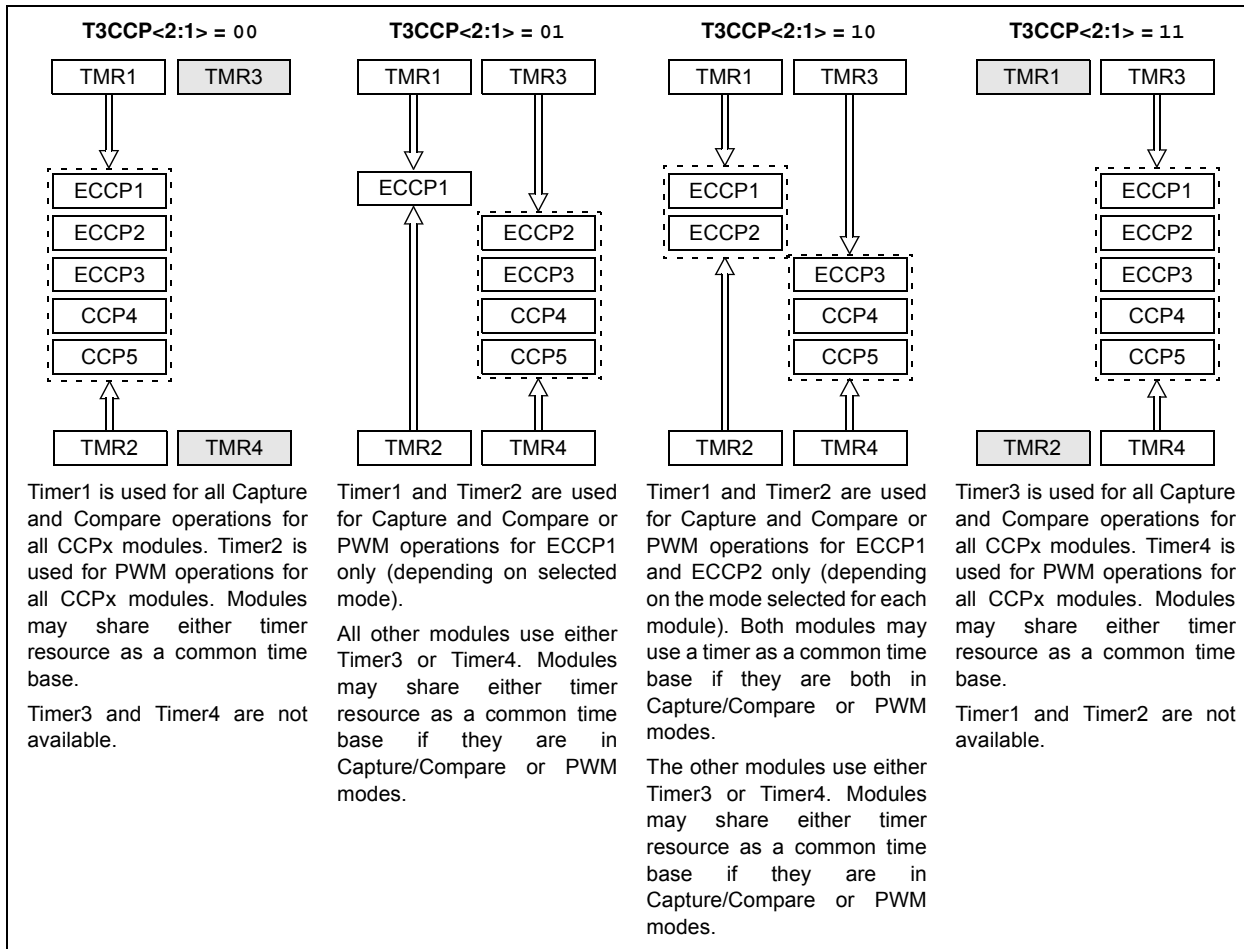 T3CCP<2:1> = 00
TMR1
TMR3
ECCP1
ECCP2
ECCP3
CCP4
CCP5
TMR2
TMR4
Timer1 is used for all Capture
and Compare operations for
all CCPx modules. Timer2 is
used for PWM operations for
all CCPx modules. Modules
may share either timer
resource as a common time
base.
Timer3 and Timer4 are not
available.
T3CCP<2:1> = 01
TMR1
TMR3
ECCP1
ECCP2
ECCP3
CCP4
CCP5
TMR2
TMR4
Timer1 and Timer2 are used
for Capture and Compare or
PWM operations for ECCP1
only (depending on selected
mode).
All other modules use either
Timer3 or Timer4. Modules
may share either timer
resource as a common time
base if they are in
Capture/Compare or PWM
modes.
T3CCP<2:1> = 10
TMR1
TMR3
ECCP1
ECCP2
ECCP3
CCP4
CCP5
TMR2
TMR4
Timer1 and Timer2 are used
for Capture and Compare or
PWM operations for ECCP1
and ECCP2 only (depending
on the mode selected for each
module). Both modules may
use a timer as a common time
base if they are both in
Capture/Compare or PWM
modes.
The other modules use either
Timer3 or Timer4. Modules
may share either timer
resource as a common time
base if they are in
Capture/Compare or PWM
modes.
T3CCP<2:1> = 11
TMR1
TMR3
ECCP1
ECCP2
ECCP3
CCP4
CCP5
TMR2
TMR4
Timer3 is used for all Capture
and Compare operations for
all CCPx modules. Timer4 is
used for PWM operations for
all CCPx modules. Modules
may share either timer
resource as a common time
base.
Timer1 and Timer2 are not
available.